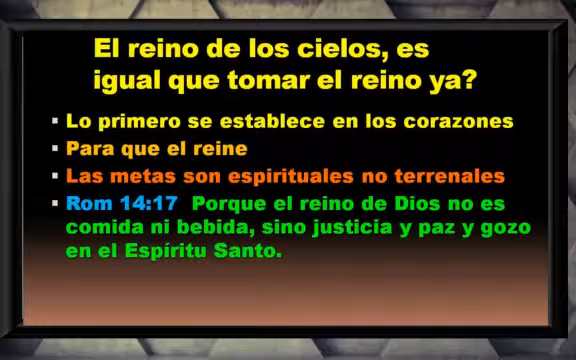 El reino de los cielos, es
igual que tomar el reino ya?
▪ Lo primero se establece en los corazones
▪ Para que el reine
▪ Las metas son espirituales no terrenales
▪ Rom 14:17 Porque el reino de Dios no es
comida ni bebida, sino justicia y paz y gozo
en el Espíritu Santo.